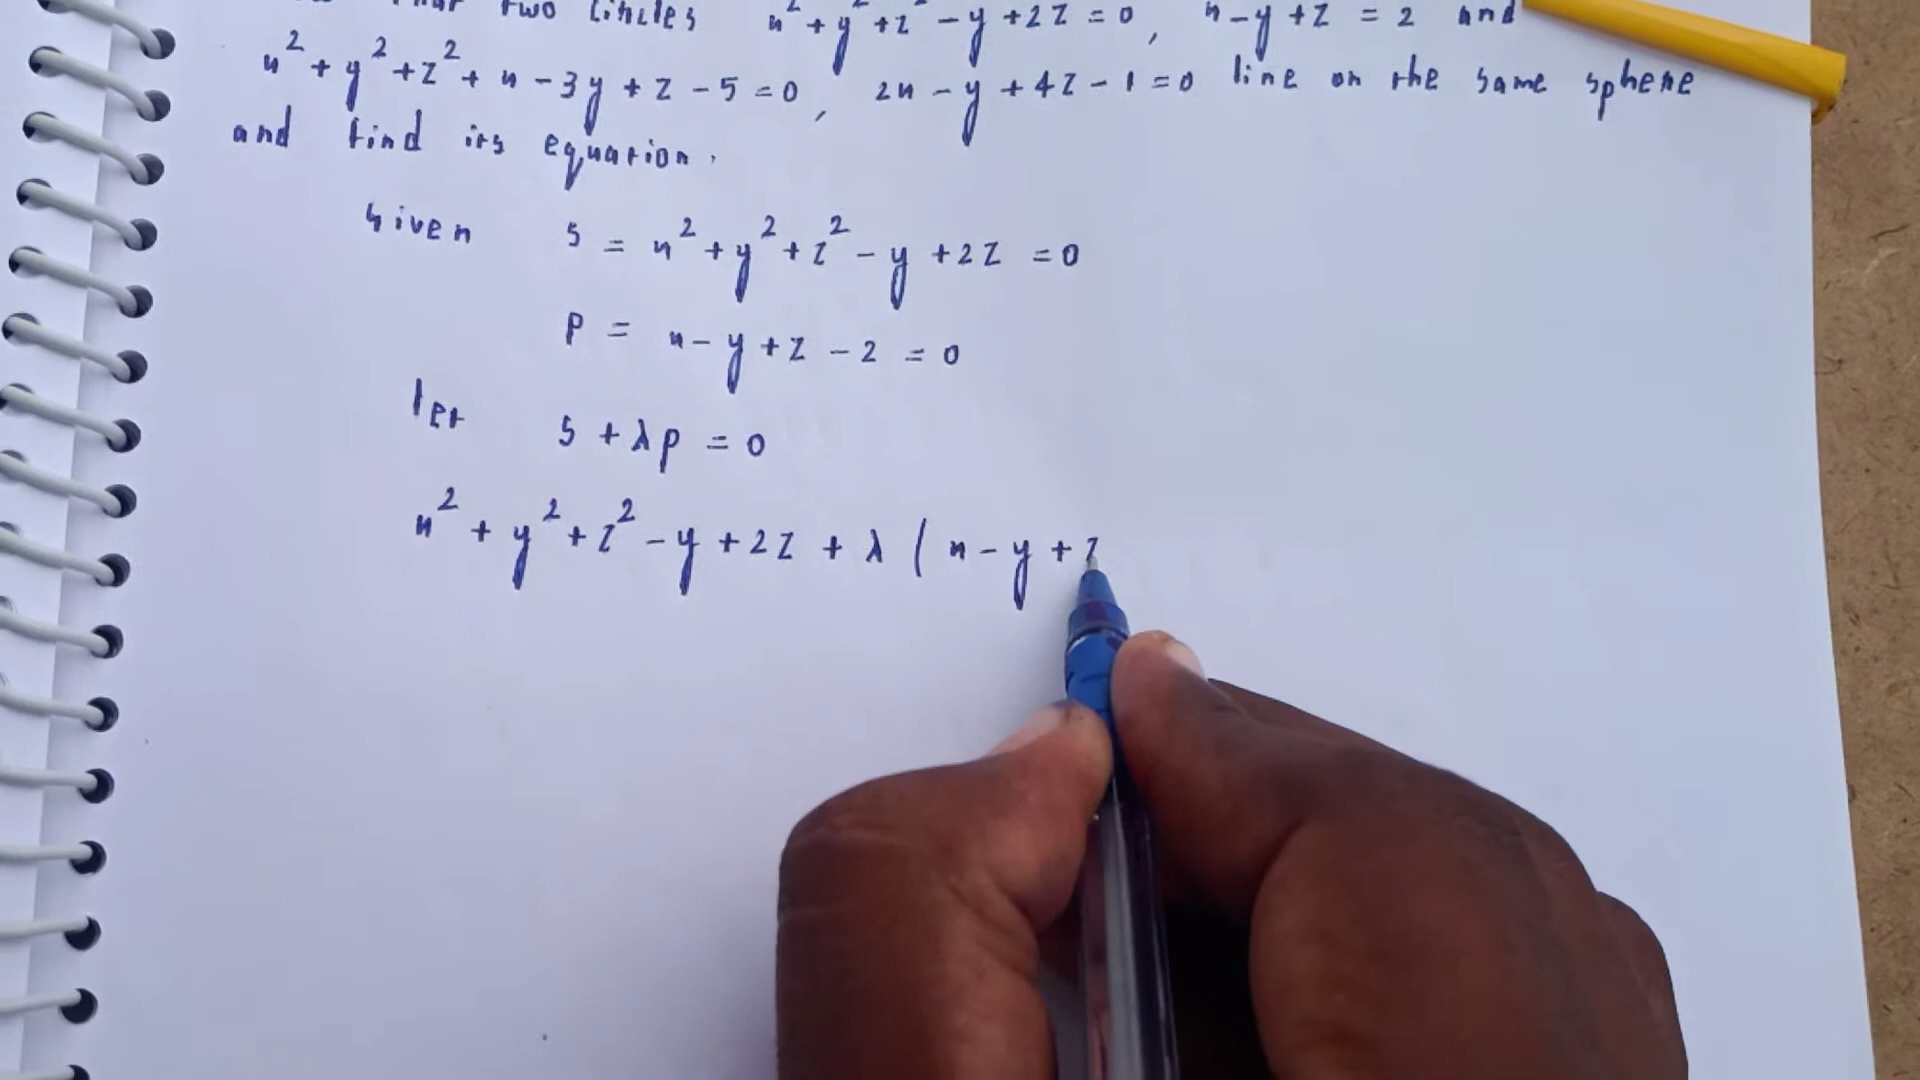 two circles x² + y² + z² - y + 2z = 0, x - y + z = 2 and
x² + y² + z² + x - 3y + z - 5 = 0, 2x - y + 4z - 1 = 0 line on the same sphere
and find its equation.
Given S = x² + y² + z² - y + 2z = 0
P = x - y + z - 2 = 0
let S + λp = 0
x² + y² + z² - y + 2z + λ ( x - y + z